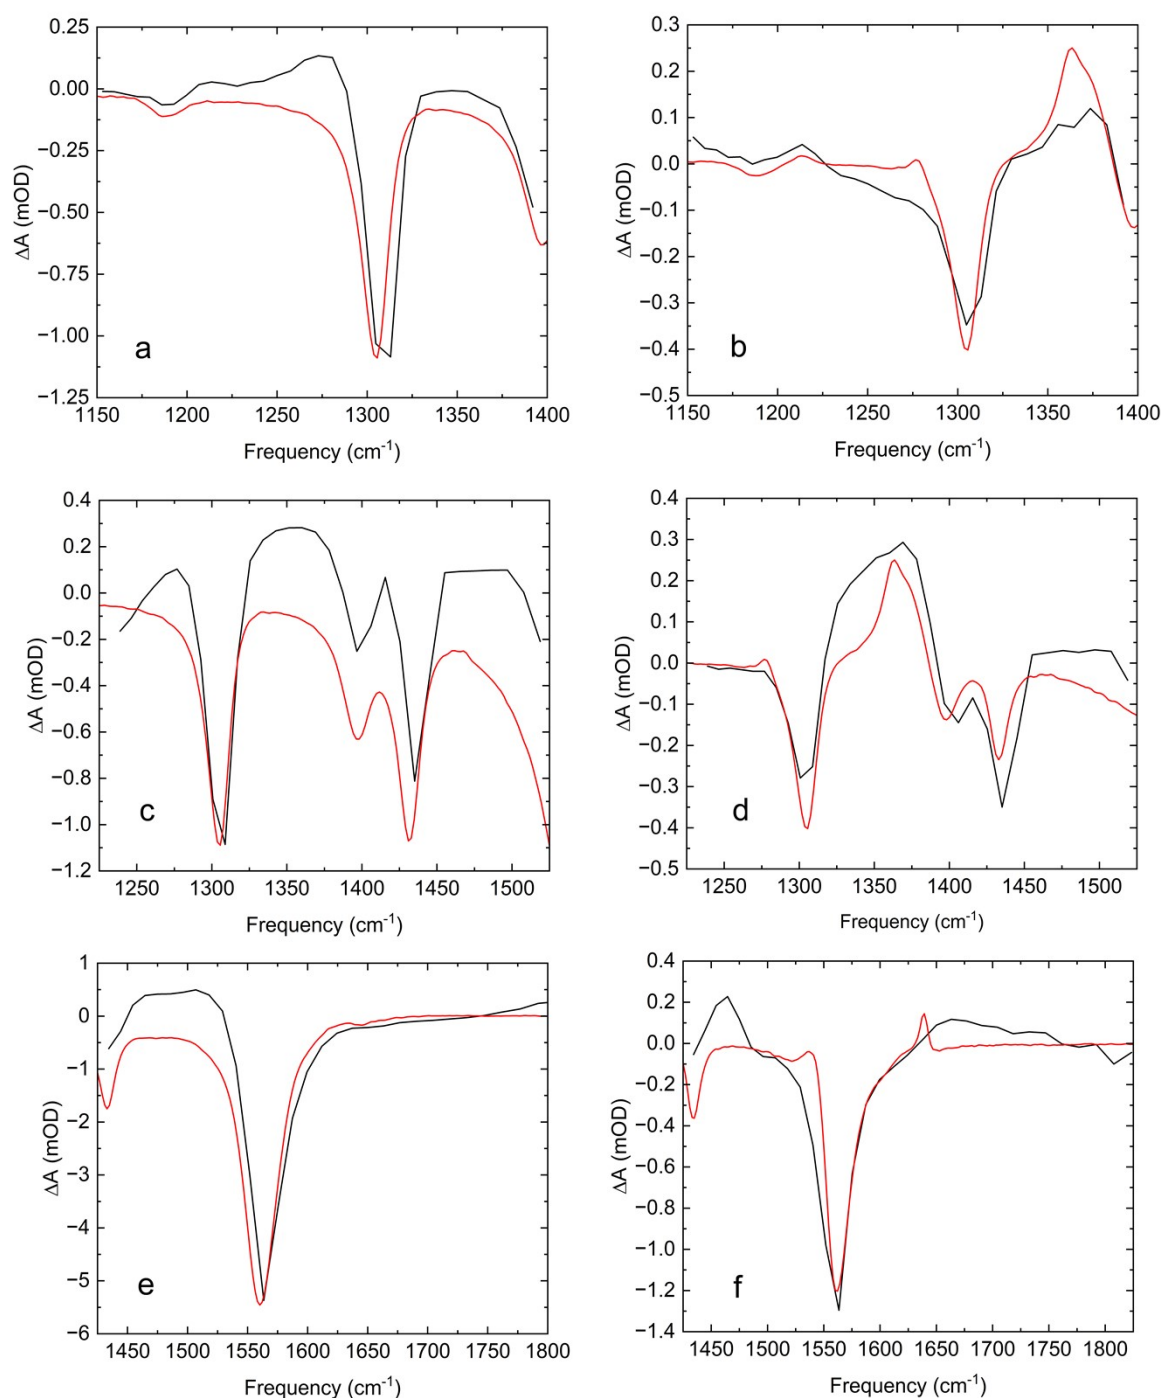 0.25
0.00
−0.25
−0.50
−0.75
−1.00
−1.25
ΔA (mOD)
a
1150 1200 1250 1300 1350 1400
Frequency (cm-1)
0.3
0.2
0.1
0.0
−0.1
−0.2
−0.3
−0.4
−0.5
ΔA (mOD)
b
1150 1200 1250 1300 1350 1400
Frequency (cm-1)
0.4
0.2
0.0
−0.2
−0.4
−0.6
−0.8
−1.0
−1.2
ΔA (mOD)
c
1250 1300 1350 1400 1450 1500
Frequency (cm-1)
0.4
0.3
0.2
0.1
0.0
−0.1
−0.2
−0.3
−0.4
−0.5
ΔA (mOD)
d
1250 1300 1350 1400 1450 1500
Frequency (cm-1)
1
0
−1
−2
−3
−4
−5
−6
ΔA (mOD)
e
1450 1500 1550 1600 1650 1700 1750 1800
Frequency (cm-1)
0.4
0.2
0.0
−0.2
−0.4
−0.6
−0.8
−1.0
−1.2
−1.4
ΔA (mOD)
f
1450 1500 1550 1600 1650 1700 1750 1800
Frequency (cm-1)